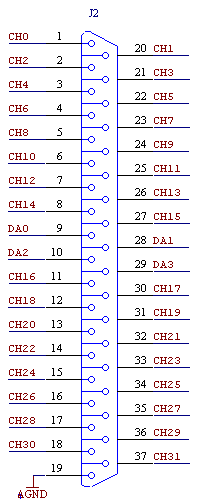 J2
CH0 1
20 CH1
CH2 2
21 CH3
CH4 3
22 CH5
CH6 4
23 CH7
CH8 5
24 CH9
CH10 6
25 CH11
CH12 7
26 CH13
CH14 8
27 CH15
DA0 9
28 DA1
DA2 10
29 DA3
CH16 11
30 CH17
CH18 12
31 CH19
CH20 13
32 CH21
CH22 14
33 CH23
CH24 15
34 CH25
CH26 16
35 CH27
CH28 17
36 CH29
CH30 18
37 CH31
19
AGND